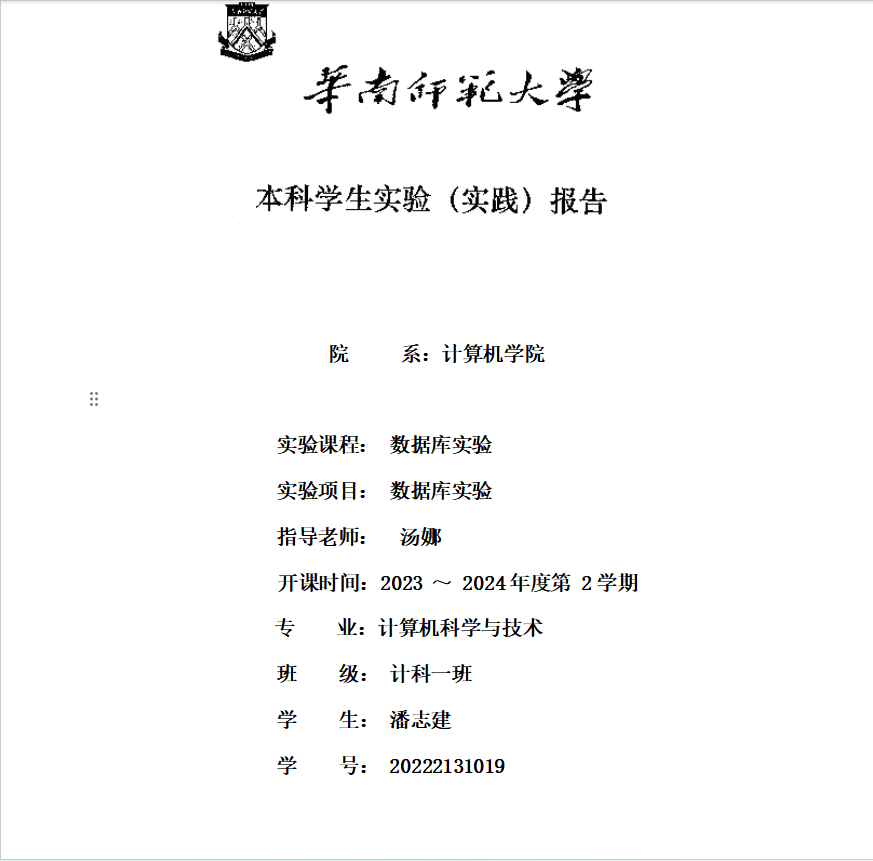 華南師範大學
本科学生实验（实践）报告
院 系：计算机学院
实验课程： 数据库实验
实验项目： 数据库实验
指导老师： 汤娜
开课时间：2023 ～ 2024年度第 2 学期
专 业：计算机科学与技术
班 级： 计科一班
学 生： 潘志建
学 号： 20222131019